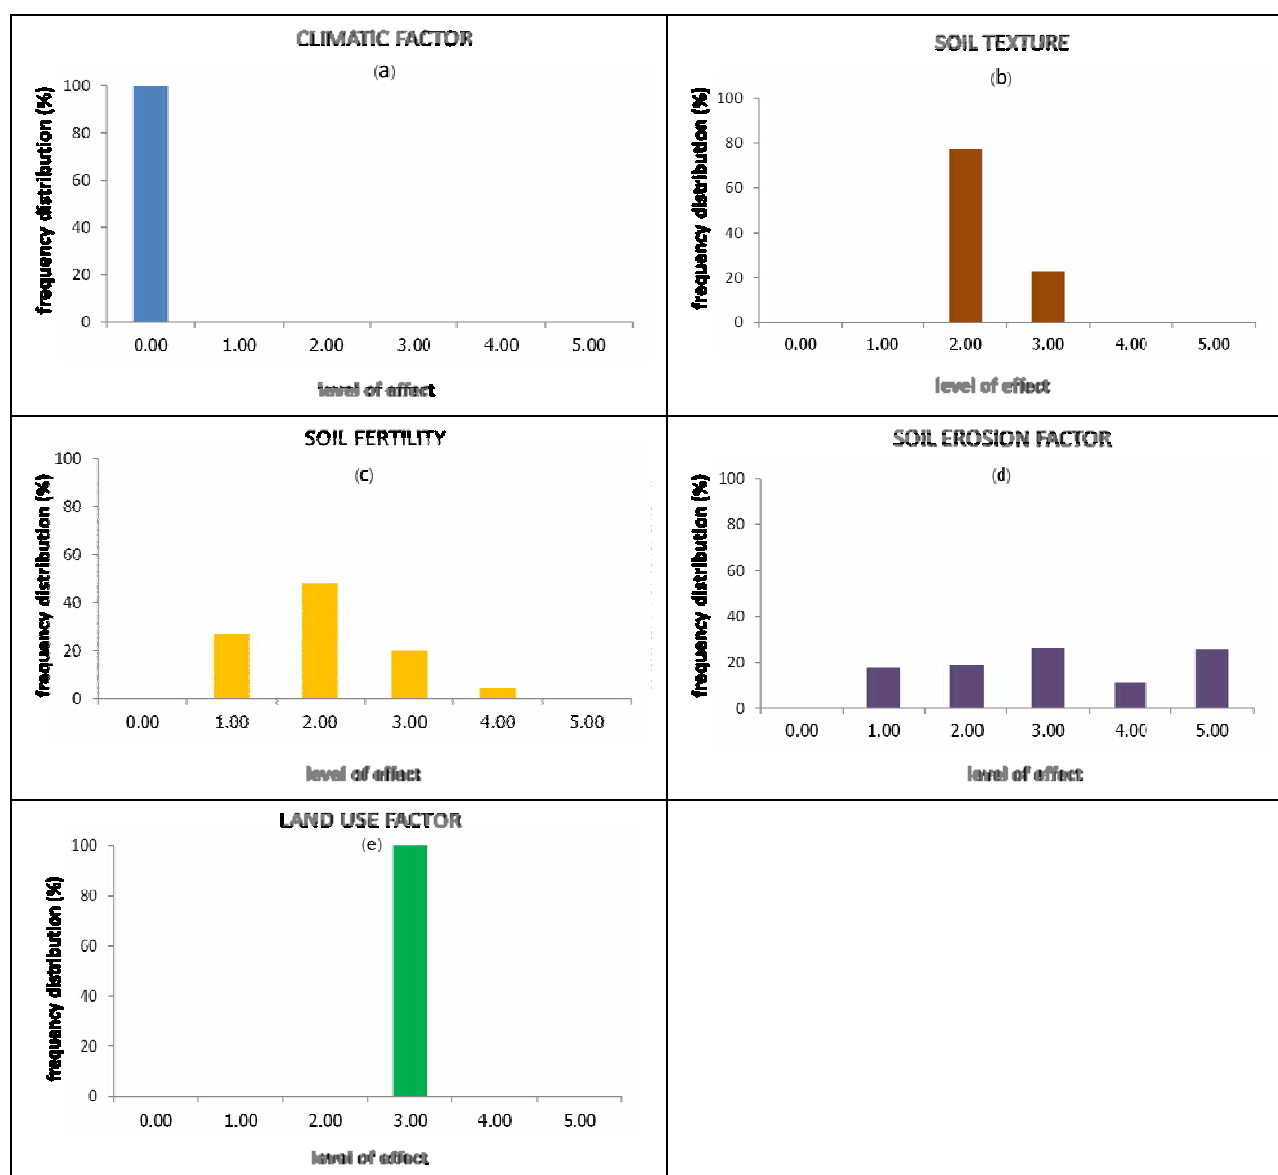 CLIMATIC FACTOR
(a)
frequency distribution (%)
100
80
60
40
20
0
0.00 1.00 2.00 3.00 4.00 5.00
level of effect
SOIL TEXTURE
(b)
frequency distribution (%)
100
80
60
40
20
0
0.00 1.00 2.00 3.00 4.00 5.00
level of effect
SOIL FERTILITY
(c)
frequency distribution (%)
100
80
60
40
20
0
0.00 1.00 2.00 3.00 4.00 5.00
level of effect
SOIL EROSION FACTOR
(d)
frequency distribution (%)
100
80
60
40
20
0
0.00 1.00 2.00 3.00 4.00 5.00
level of effect
LAND USE FACTOR
(e)
frequency distribution (%)
100
80
60
40
20
0
0.00 1.00 2.00 3.00 4.00 5.00
level of effect